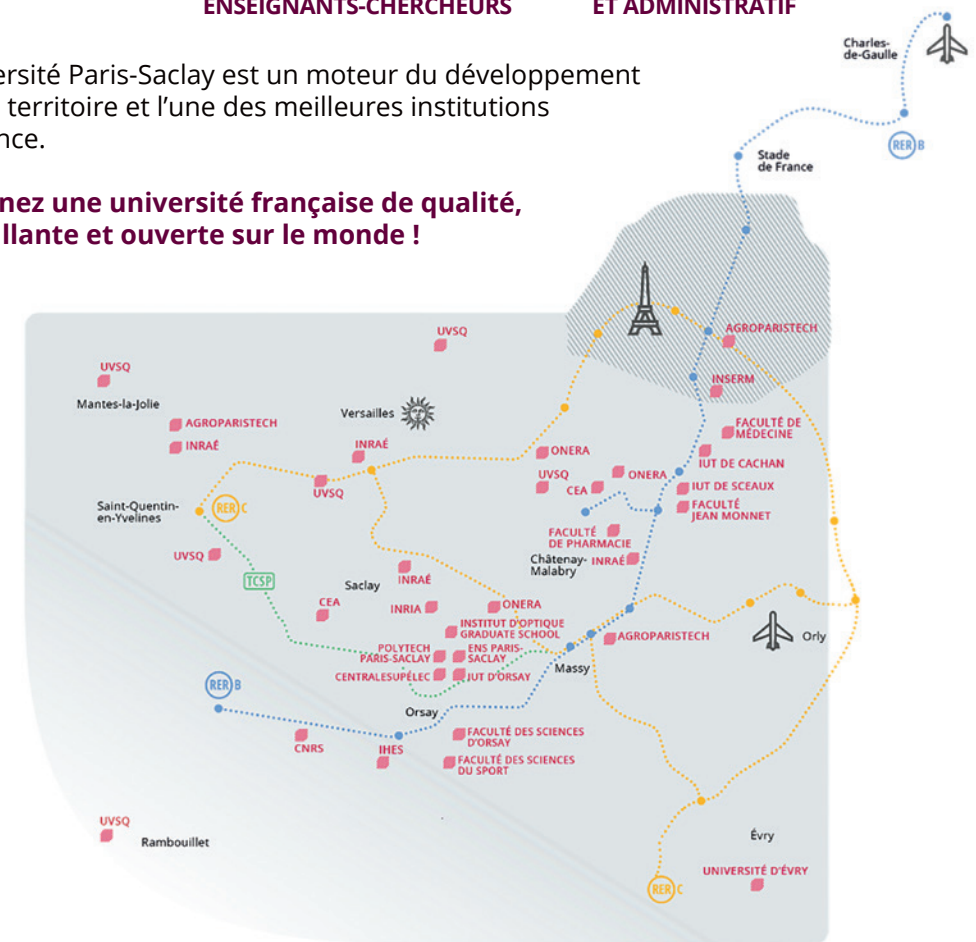 ENSEIGNANTS-CHERCHEURS
ET ADMINISTRATIF
ersité Paris-Saclay est un moteur du développement
territoire et l’une des meilleures institutions
nce.
nez une université française de qualité,
llante et ouverte sur le monde !
Charles-
de-Gaulle
RER B
Stade
de France
AGROPARISTECH
UVSQ
UVSQ
Mantes-la-Jolie
INSERM
Versailles
AGROPARISTECH
FACULTÉ DE
MÉDECINE
INRAÉ
INRAÉ
ONERA
IUT DE CACHAN
UVSQ
UVSQ
CEA
ONERA
IUT DE SCEAUX
Saint-Quentin-
en-Yvelines
RER C
FACULTÉ
JEAN MONNET
FACULTÉ
DE PHARMACIE
UVSQ
Châtenay-
Malabry
INRAÉ
TCSP
Saclay
INRAÉ
CEA
INRIA
ONERA
INSTITUT D'OPTIQUE
GRADUATE SCHOOL
AGROPARISTECH
Orly
POLYTECH
PARIS-SACLAY
ENS PARIS-
SACLAY
Massy
CENTRALESUPÉLEC
IUT D'ORSAY
RER B
Orsay
CNRS
IHES
FACULTÉ DES SCIENCES
D'ORSAY
FACULTÉ DES SCIENCES
DU SPORT
UVSQ
Rambouillet
Évry
UNIVERSITÉ D'ÉVRY
RER C